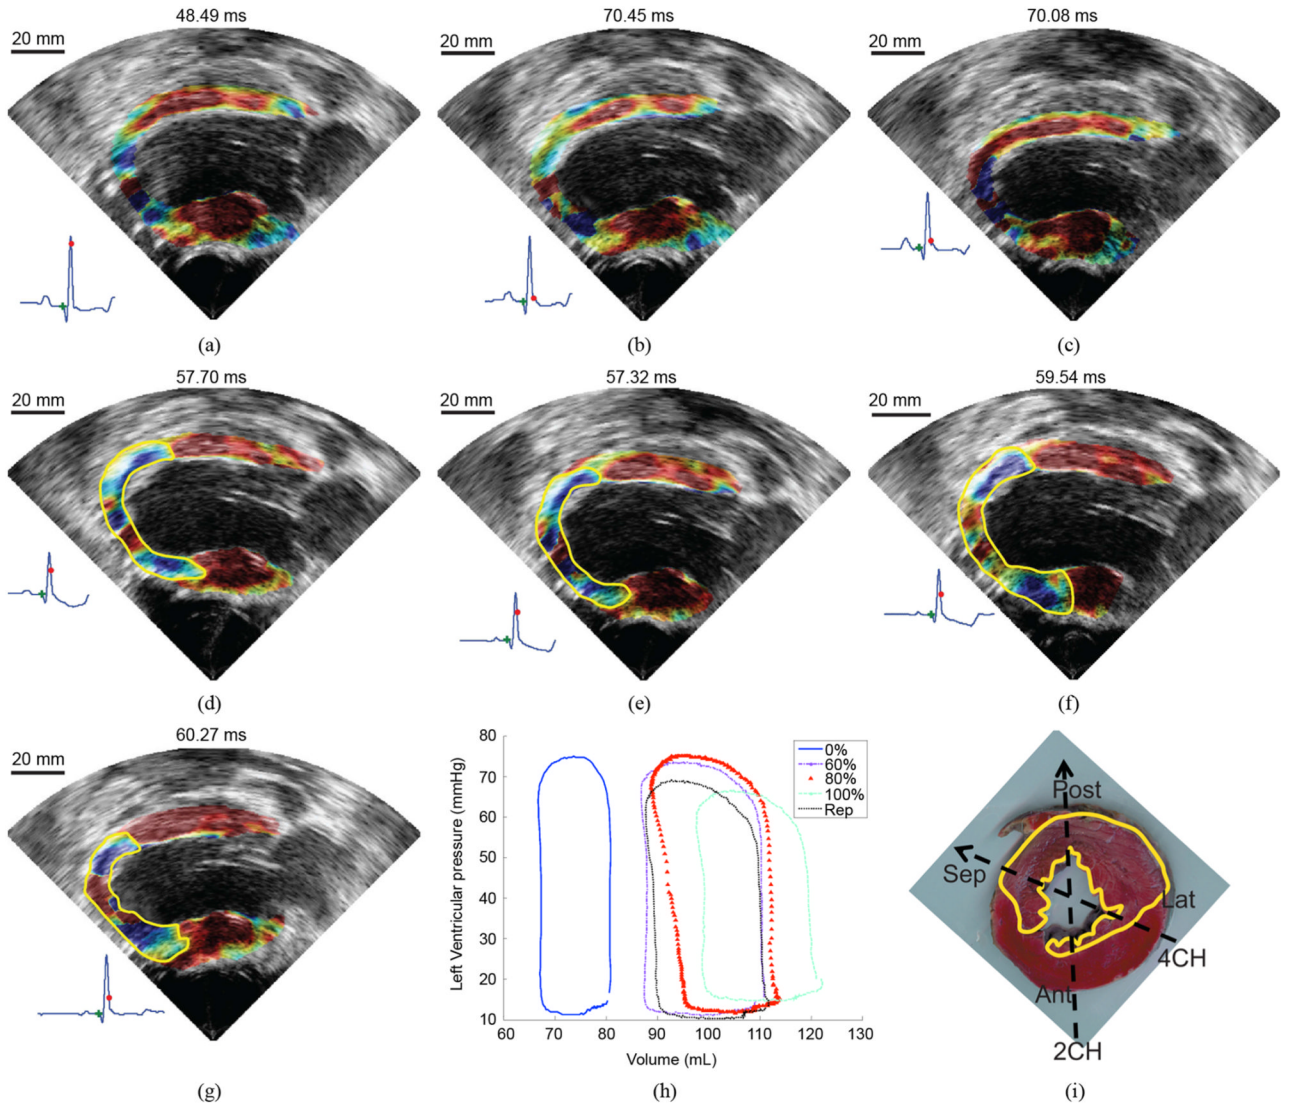 48.49 ms
70.45 ms
70.08 ms
20 mm
20 mm
20 mm
(a)
(b)
(c)
57.70 ms
57.32 ms
59.54 ms
20 mm
20 mm
20 mm
(d)
(e)
(f)
60.27 ms
20 mm
(g)
Left Ventricular pressure (mmHg)
80
70
60
50
40
30
20
10
60
70
80
90
100
110
120
130
Volume (mL)
0%
60%
80%
100%
Rep
(h)
Post
Sep
Lat
4CH
Ant
2CH
(i)